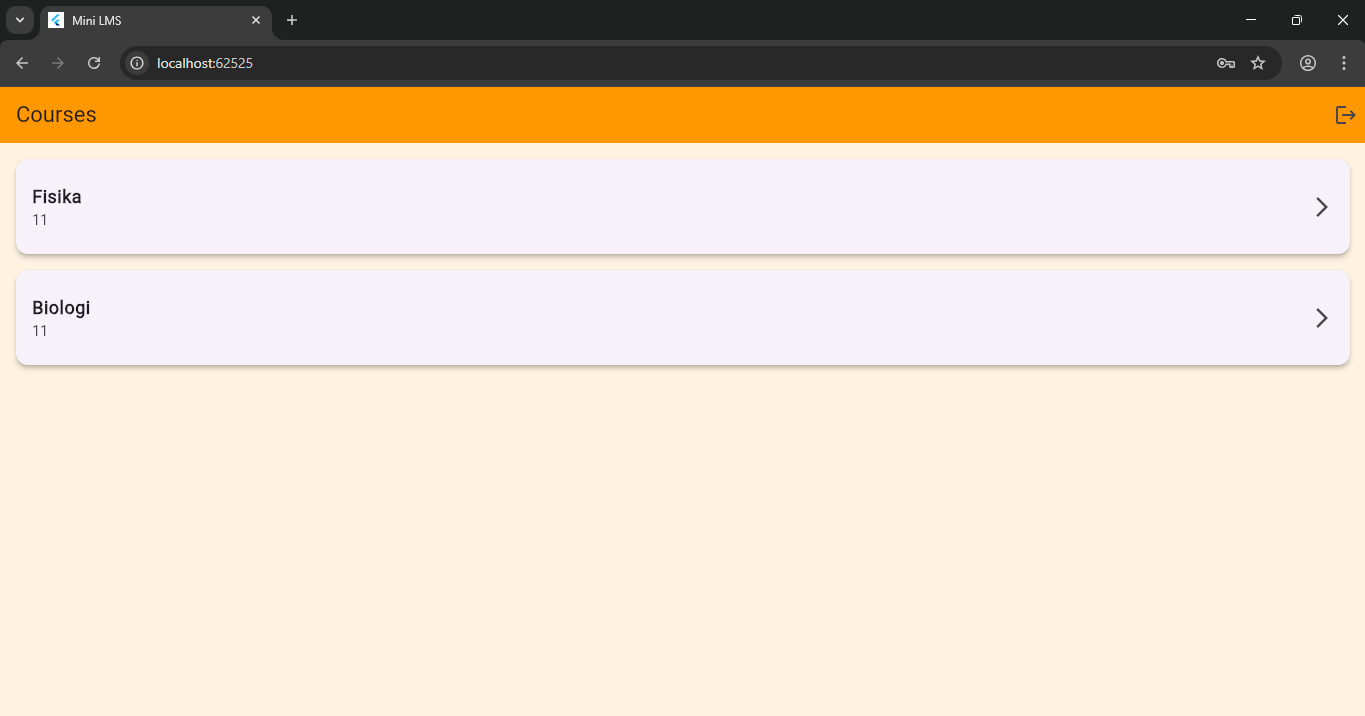 Mini LMS
localhost:62525
Courses
Fisika
11
Biologi
11